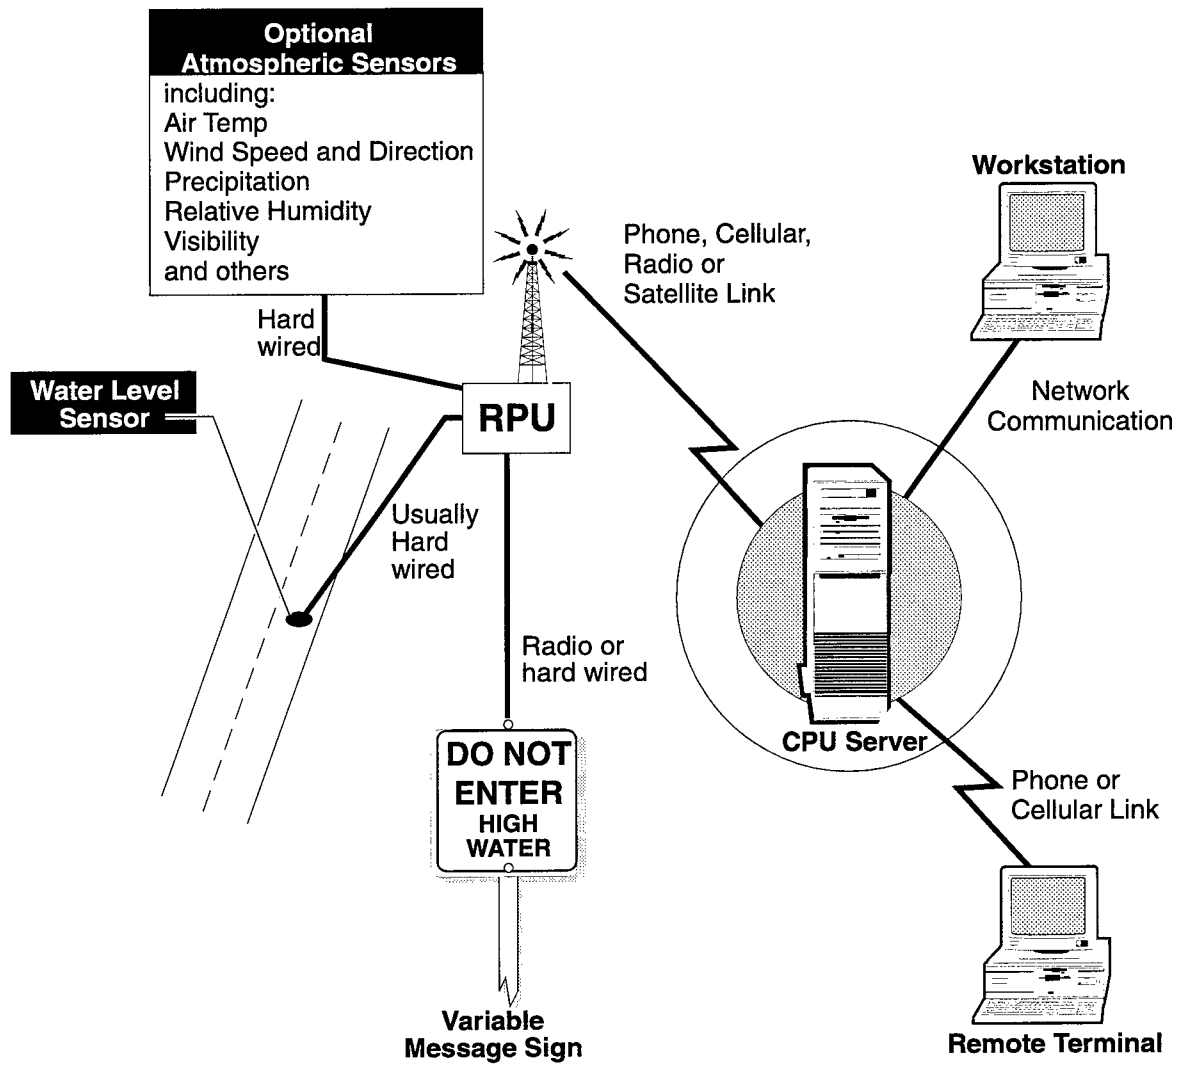 Optional
Atmospheric Sensors
including:
Air Temp
Wind Speed and Direction
Precipitation
Relative Humidity
Visibility
and others
Hard
wired
Water Level
Sensor
RPU
Usually
Hard
wired
Radio or
hard wired
DO NOT
ENTER
HIGH
WATER
Variable
Message Sign
Phone, Cellular,
Radio or
Satellite Link
Workstation
Network
Communication
CPU Server
Phone or
Cellular Link
Remote Terminal